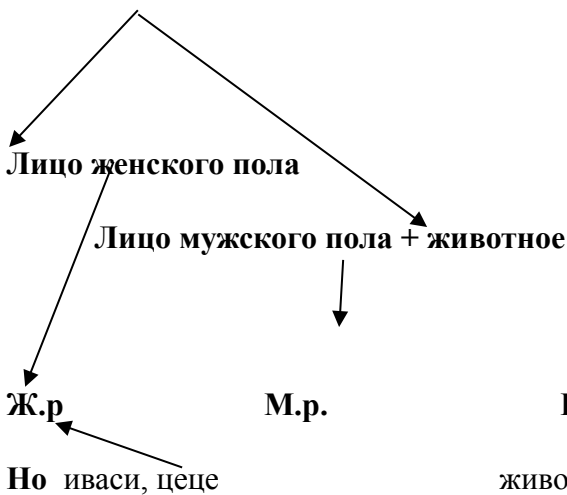 Лицо женского пола
Лицо мужского пола + животное
Ж.р М.р.
Но иваси, цеце